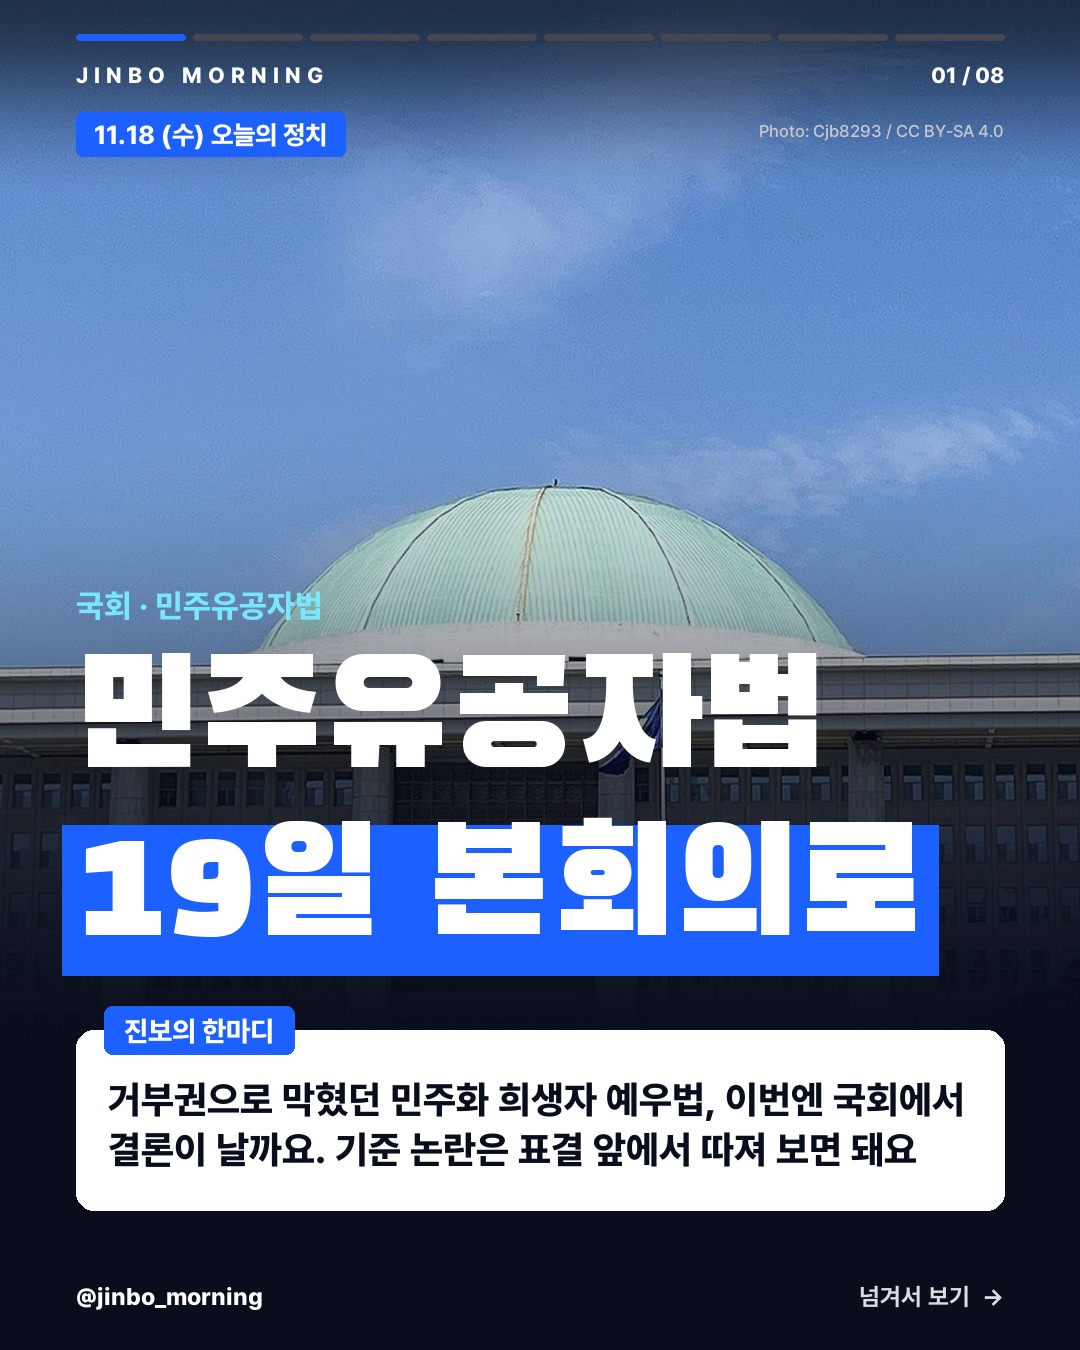 JINBO MORNING
01 / 08
11.18 (수) 오늘의 정치
Photo: Cjb8293 / CC BY-SA 4.0
국회 · 민주유공자법
민주유공자법
19일 본회의로
진보의 한마디
거부권으로 막혔던 민주화 희생자 예우법, 이번엔 국회에서
결론이 날까요. 기준 논란은 표결 앞에서 따져 보면 돼요
@jinbo_morning
넘겨서 보기 →